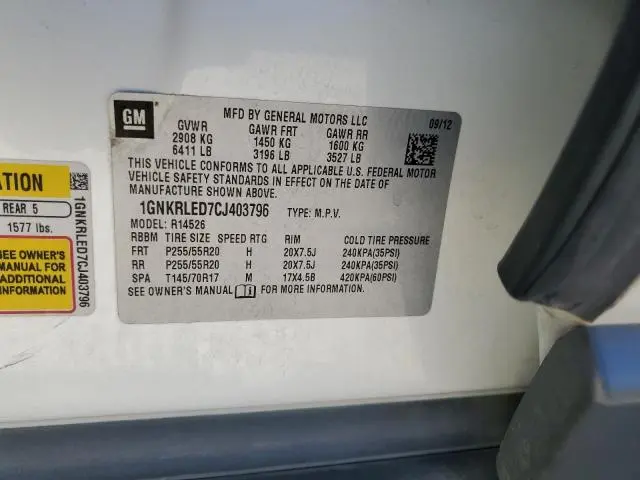 GM
MFD BY GENERAL MOTORS LLC
09/12
GVWR GAWR FRT GAWR RR
2908 KG 1450 KG 1600 KG
6411 LB 3196 LB 3527 LB
THIS VEHICLE CONFORMS TO ALL APPLICABLE U.S. FEDERAL MOTOR
VEHICLE SAFETY STANDARDS IN EFFECT ON THE DATE OF
MANUFACTURE SHOWN ABOVE.
1GNKRLED7CJ403796 TYPE: M.P.V.
MODEL: R14526
RBBM TIRE SIZE SPEED RTG RIM COLD TIRE PRESSURE
FRT P255/55R20 H 20X7.5J 240KPA(35PSI)
RR P255/55R20 H 20X7.5J 240KPA(35PSI)
SPA T145/70R17 M 17X4.5B 420KPA(60PSI)
SEE OWNER'S MANUAL FOR MORE INFORMATION.
ATION
REAR 5
1577 lbs.
SEE OWNER'S
MANUAL FOR
ADDITIONAL
INFORMATION
1GNKRLED7CJ403796